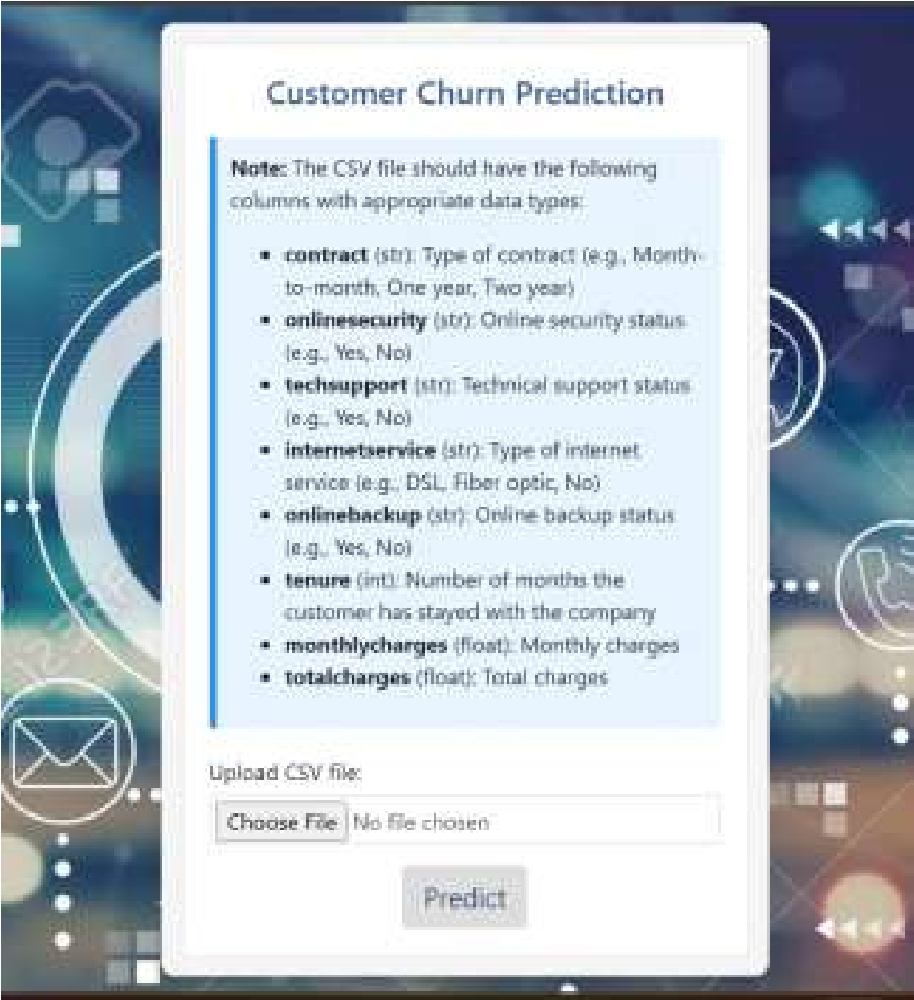 Customer Churn Prediction
Note: The CSV file should have the following
columns with appropriate data types:
• contract (str): Type of contract (e.g., Month-
to-month, One year, Two year)
• onlinesecurity (str): Online security status
(e.g., Yes, No)
• techsupport (str): Technical support status
(e.g., Yes, No)
• internetservice (str): Type of internet
service (e.g., DSL, Fiber optic, No)
• onlinebackup (str): Online backup status
(e.g., Yes, No)
• tenure (int): Number of months the
customer has stayed with the company
• monthlycharges (float): Monthly charges
• totalcharges (float): Total charges
Upload CSV file:
Choose File No file chosen
Predict